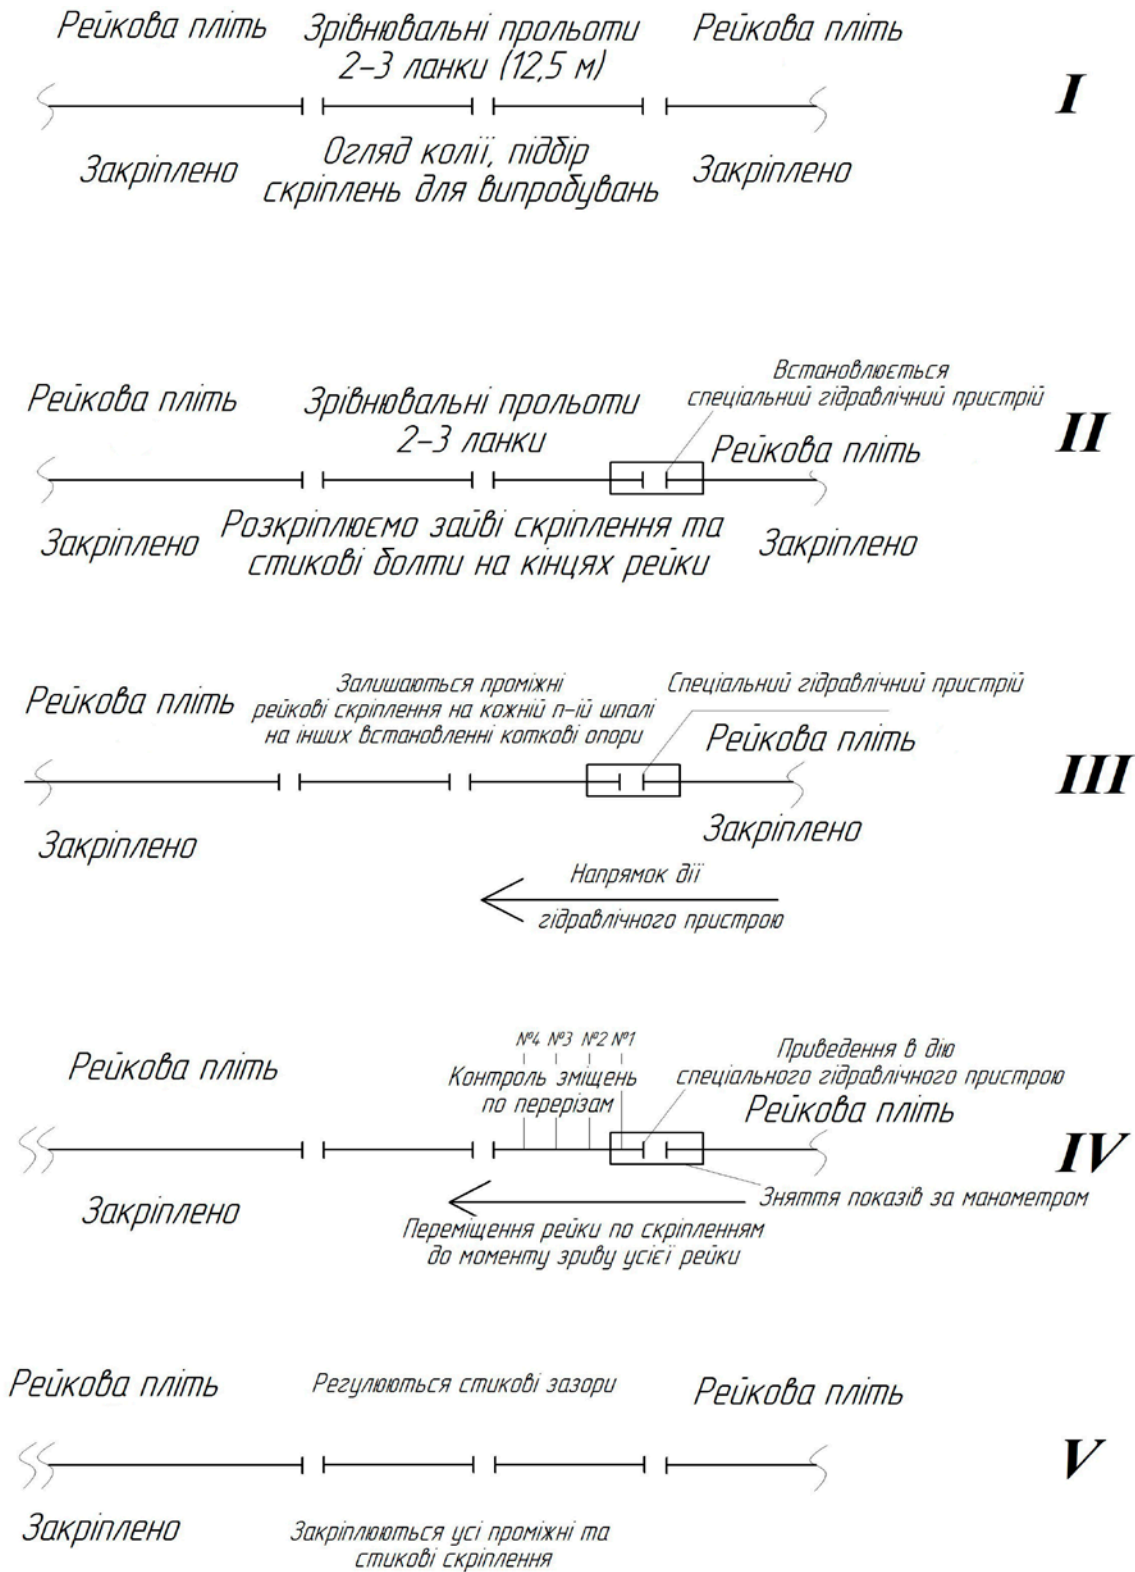 Рейкова пліть
Зрівнювальні прольоти
2-3 ланки (12,5 м)
Рейкова пліть
I
Закріплено
Огляд колії, підбір
скріплень для випробувань
Закріплено
Встановлюється
спеціальний гідравлічний пристрій
Рейкова пліть
Зрівнювальні прольоти
2-3 ланки
Рейкова пліть
II
Закріплено
Розкріплюємо зайві скріплення та
стикові болти на кінцях рейки
Закріплено
Рейкова пліть
Залишаються проміжні
рейкові скріплення на кожній n-ій шпалі
на інших встановленні коткові опори
Спеціальний гідравлічний пристрій
Рейкова пліть
III
Закріплено
Закріплено
Напрямок дії
гідравлічного пристрою
№4 №3 №2 №1
Контроль зміщень
по перерізам
Рейкова пліть
Приведення в дію
спеціального гідравлічного пристрою
Рейкова пліть
IV
Закріплено
Зняття показів за манометром
Переміщення рейки по скріпленням
до моменту зриву усієї рейки
Рейкова пліть
Регулюються стикові зазори
Рейкова пліть
V
Закріплено
Закріплюються усі проміжні та
стикові скріплення